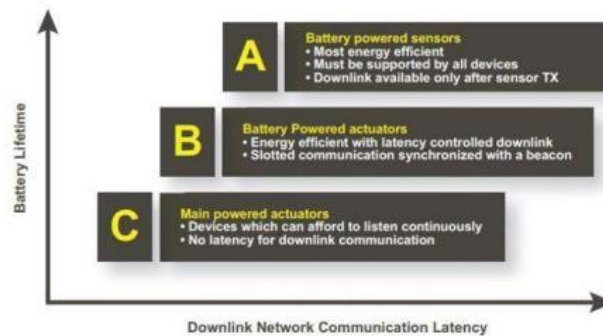 Battery Lifetime
A
Battery powered sensors
• Most energy efficient
• Must be supported by all devices
• Downlink available only after sensor TX
B
Battery Powered actuators
• Energy efficient with latency controlled downlink
• Slotted communication synchronized with a beacon
C
Main powered actuators
• Devices which can afford to listen continuously
• No latency for downlink communication
Downlink Network Communication Latency